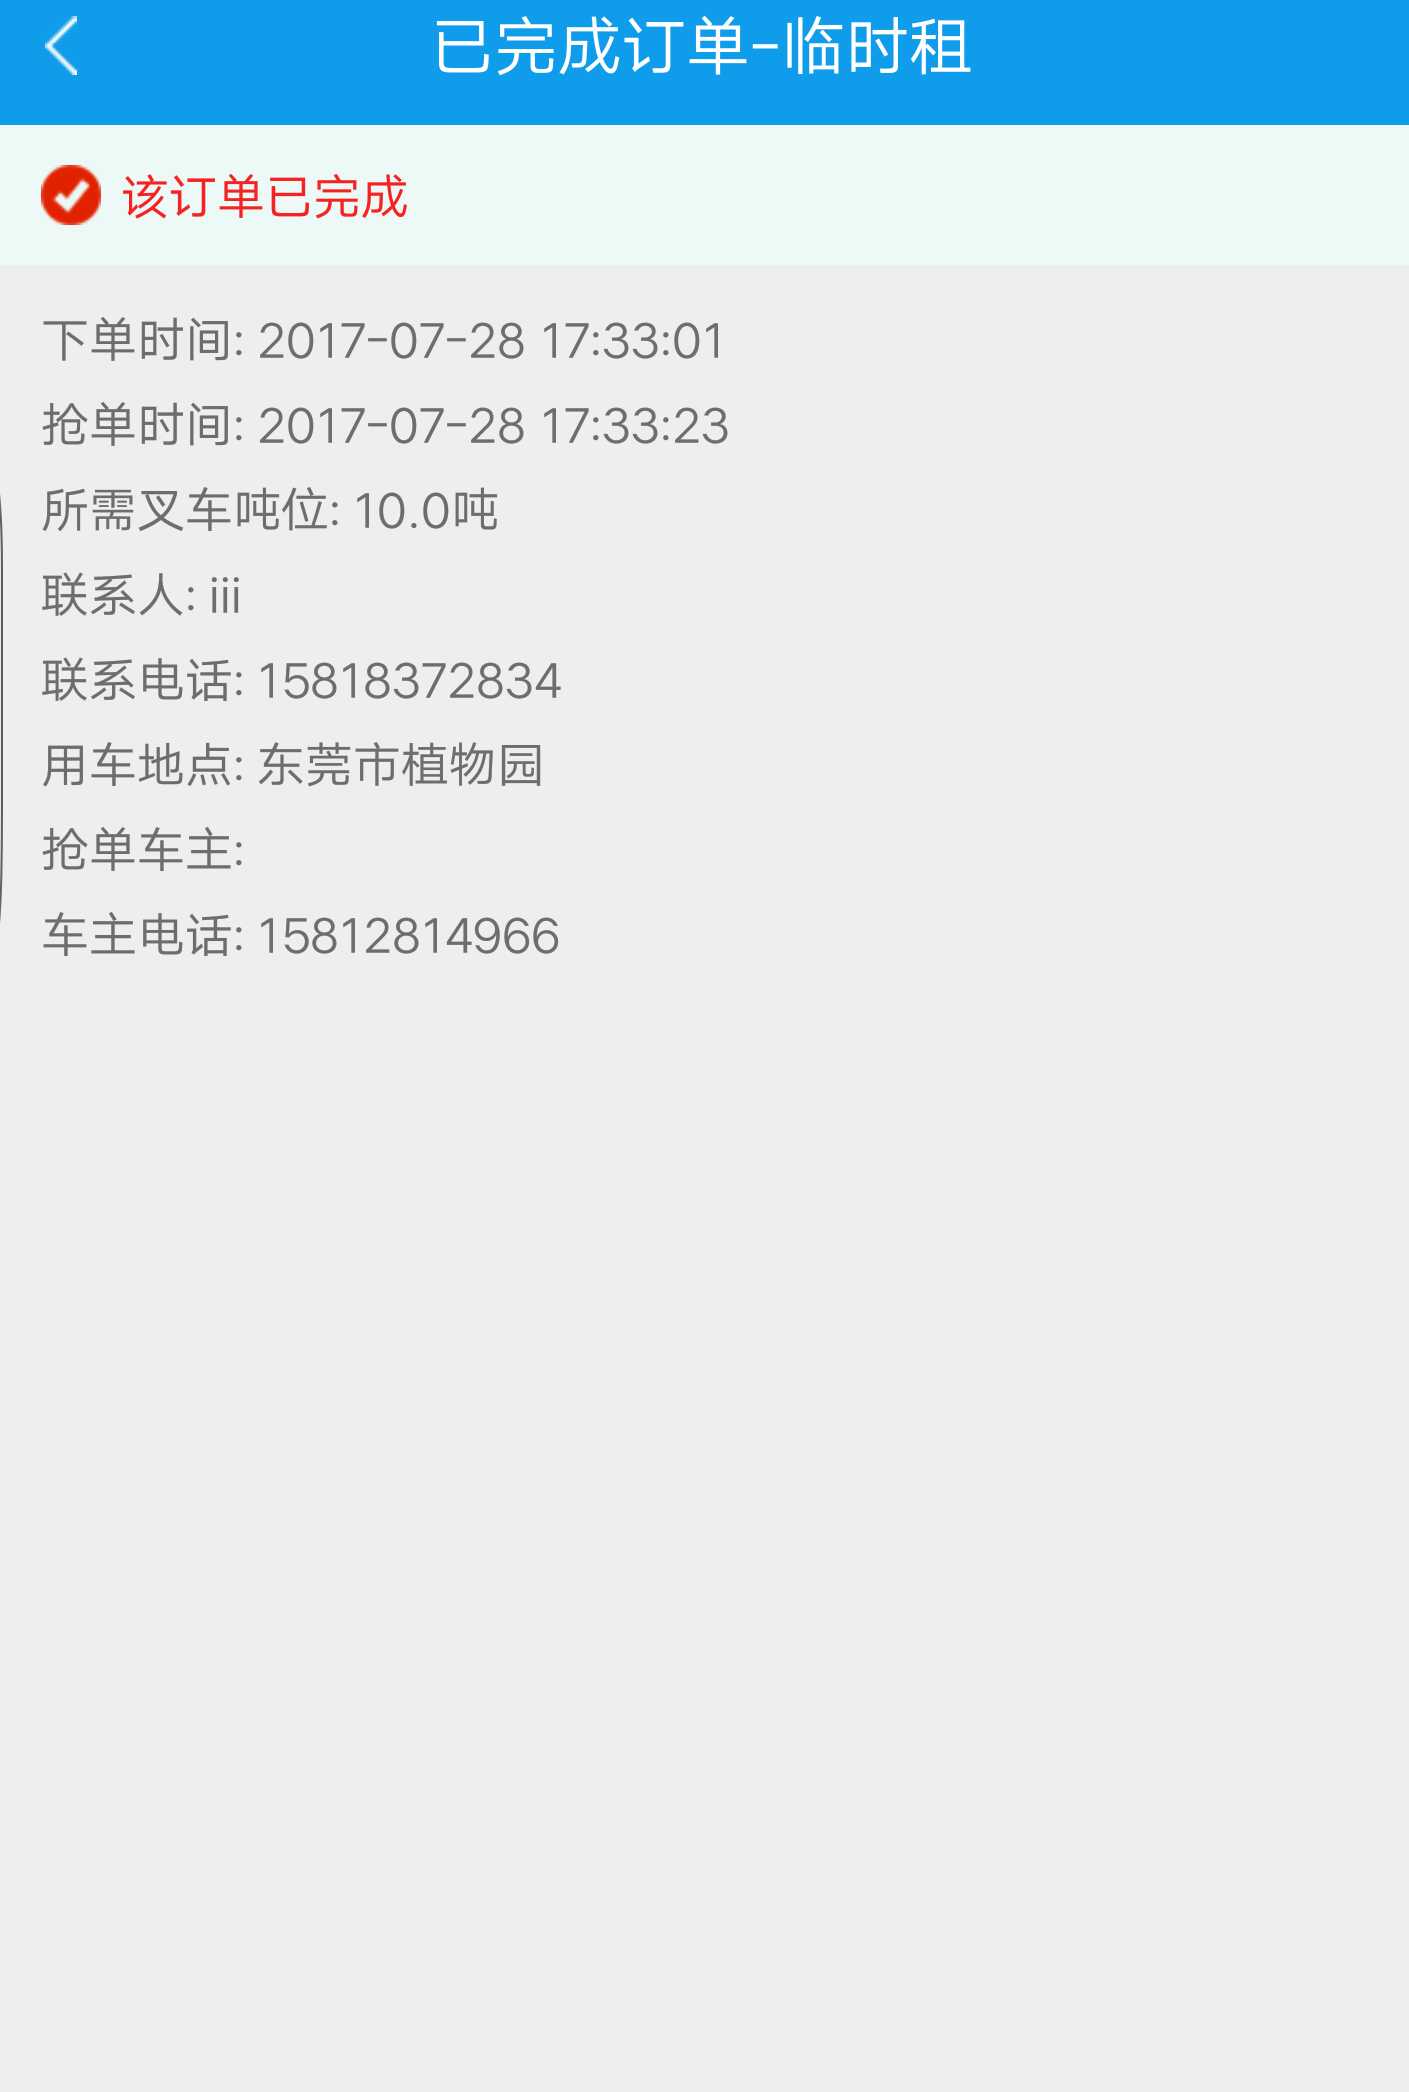 已完成订单-临时租
该订单已完成
下单时间: 2017-07-28 17:33:01
抢单时间: 2017-07-28 17:33:23
所需叉车吨位: 10.0吨
联系人: iii
联系电话: 15818372834
用车地点: 东莞市植物园
抢单车主:
车主电话: 15812814966